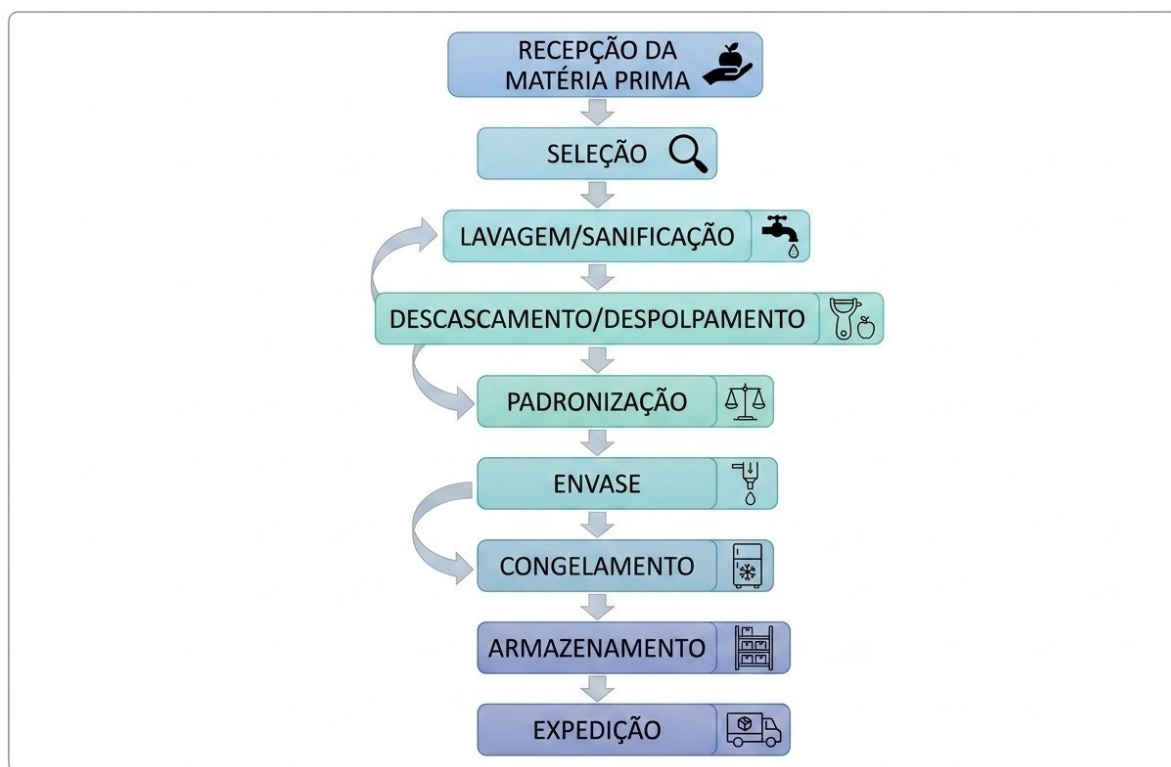 RECEPÇÃO DA
MATÉRIA PRIMA
SELEÇÃO
LAVAGEM/SANIFICAÇÃO
DESCASCAMENTO/DESPOLPAMENTO
PADRONIZAÇÃO
ENVASE
CONGELAMENTO
ARMAZENAMENTO
EXPEDIÇÃO